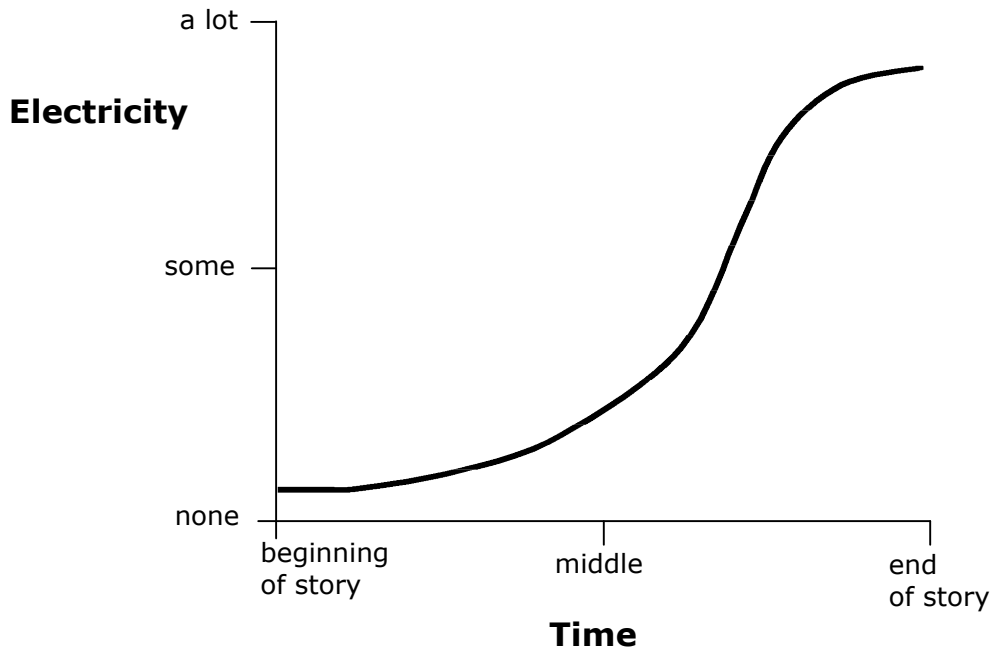 a lot
Electricity
some
none
beginning
of story
middle
end
of story
Time